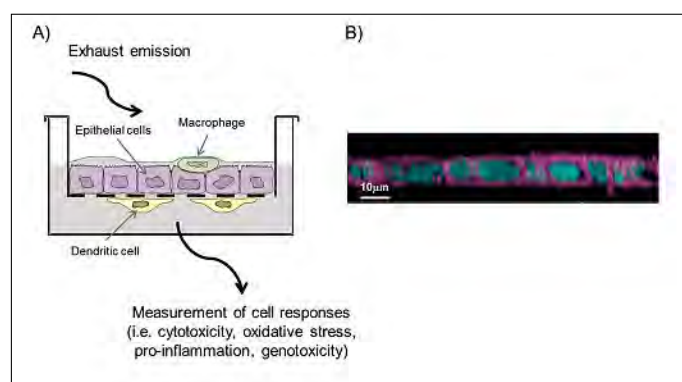 A)
Exhaust emission
Epithelial cells
Macrophage
Dendritic cell
Measurement of cell responses
(i.e. cytotoxicity, oxidative stress,
pro-inflammation, genotoxicity)
B)
10μm